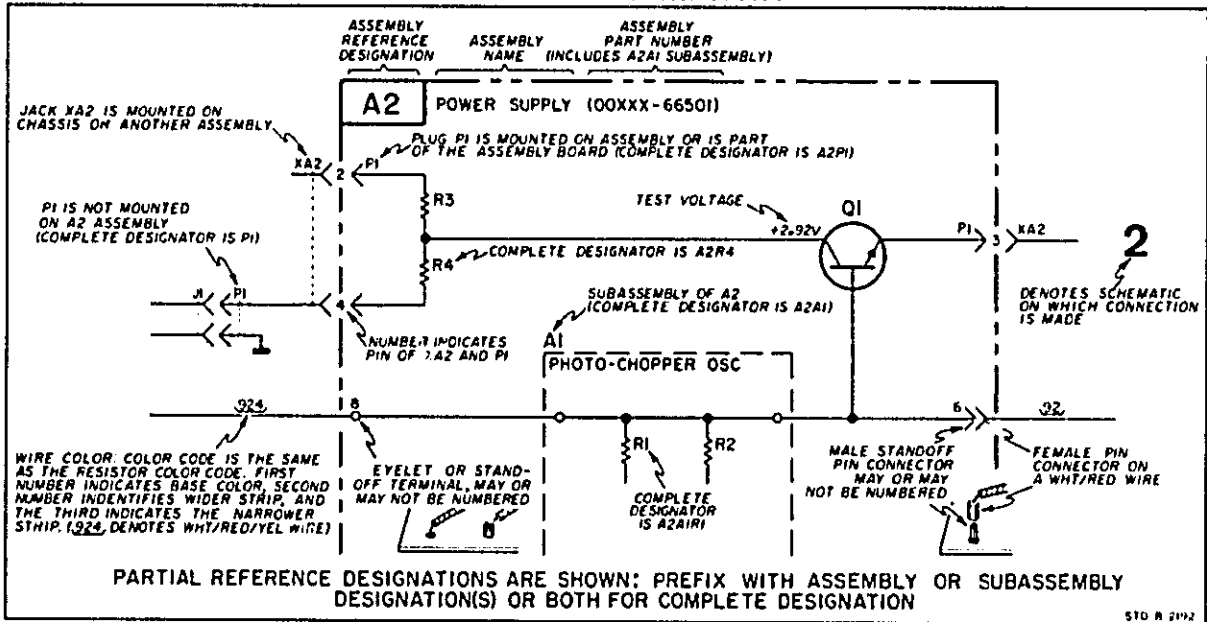 ASSEMBLY
REFERENCE
DESIGNATION
ASSEMBLY
NAME
ASSEMBLY
PART NUMBER
(INCLUDES A2A1 SUBASSEMBLY)
A2
POWER SUPPLY (00XXX-66501)
JACK XA2 IS MOUNTED ON
CHASSIS OR ANOTHER ASSEMBLY
PLUG P1 IS MOUNTED ON ASSEMBLY OR IS PART
OF THE ASSEMBLY BOARD (COMPLETE DESIGNATOR IS A2P1)
XA2
2
P1
R3
P1 IS NOT MOUNTED
ON A2 ASSEMBLY
(COMPLETE DESIGNATOR IS P1)
TEST VOLTAGE
+2.92V
Q1
P1
3
XA2
2
R4
COMPLETE DESIGNATOR IS A2R4
J1
P1
4
SUBASSEMBLY OF A2
(COMPLETE DESIGNATOR IS A2A1)
DENOTES SCHEMATIC
ON WHICH CONNECTION
IS MADE
NUMBER INDICATES
PIN OF XA2 AND P1
A1
PHOTO-CHOPPER OSC
924
8
6
92
R1
R2
WIRE COLOR: COLOR CODE IS THE SAME
AS THE RESISTOR COLOR CODE. FIRST
NUMBER INDICATES BASE COLOR, SECOND
NUMBER INDENTIFIES WIDER STRIP, AND
THE THIRD INDICATES THE NARROWER
STRIP. (924, DENOTES WHT/RED/YEL WIRE)
EYELET OR STAND-
OFF TERMINAL, MAY OR
MAY NOT BE NUMBERED
COMPLETE
DESIGNATOR
IS A2A1R1
MALE STANDOFF
PIN CONNECTOR
MAY OR MAY
NOT BE NUMBERED
FEMALE PIN
CONNECTOR ON
A WHT/RED WIRE
PARTIAL REFERENCE DESIGNATIONS ARE SHOWN: PREFIX WITH ASSEMBLY OR SUBASSEMBLY
DESIGNATION(S) OR BOTH FOR COMPLETE DESIGNATION
STD